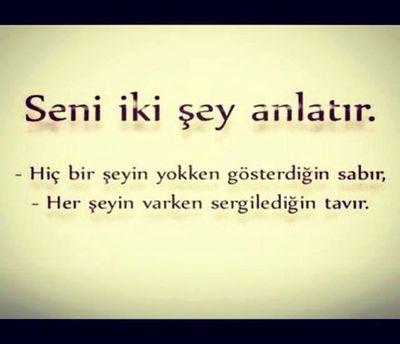 Seni iki şey anlatır.
- Hiç bir şeyin yokken gösterdiğin sabır,
- Her şeyin varken sergilediğin tavır.